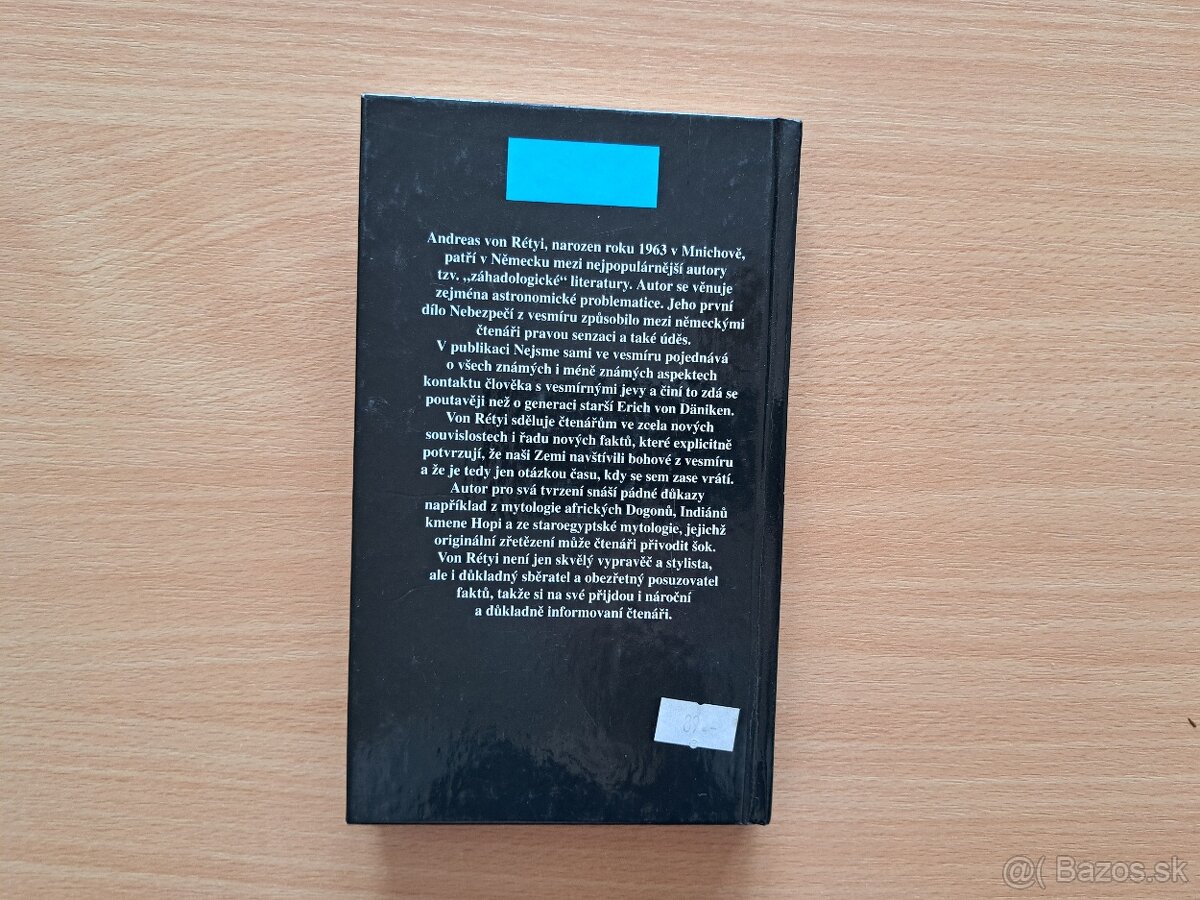 Andreas von Rétyi, narozen roku 1963 v Mnichově,
patří v Německu mezi nejpopulárnější autory
tzv. „záhadologické“ literatury. Autor se věnuje
zejména astronomické problematice. Jeho první
dílo Nebezpečí z vesmíru způsobilo mezi německými
čtenáři pravou senzaci a také úděs.
V publikaci Nejsme sami ve vesmíru pojednává
o všech známých i méně známých aspektech
kontaktu člověka s vesmírnými jevy a činí to zdá se
poutavěji než o generaci starší Erich von Däniken.
Von Rétyi sděluje čtenářům ve zcela nových
souvislostech i řadu nových faktů, které explicitně
potvrzují, že naši Zemi navštívili bohové z vesmíru
a že je tedy jen otázkou času, kdy se sem zase vrátí.
Autor pro svá tvrzení snáší pádné důkazy
například z mytologie afrických Dogonů, Indiánů
kmene Hopi a ze staroegyptské mytologie, jejichž
originální zřetězení může čtenáři přivodit šok.
Von Rétyi není jen skvělý vypravěč a stylista,
ale i důkladný sběratel a obezřetný posuzovatel
faktů, takže si na své přijdou i nároční
a důkladně informovaní čtenáři.
@( Bazos.sk